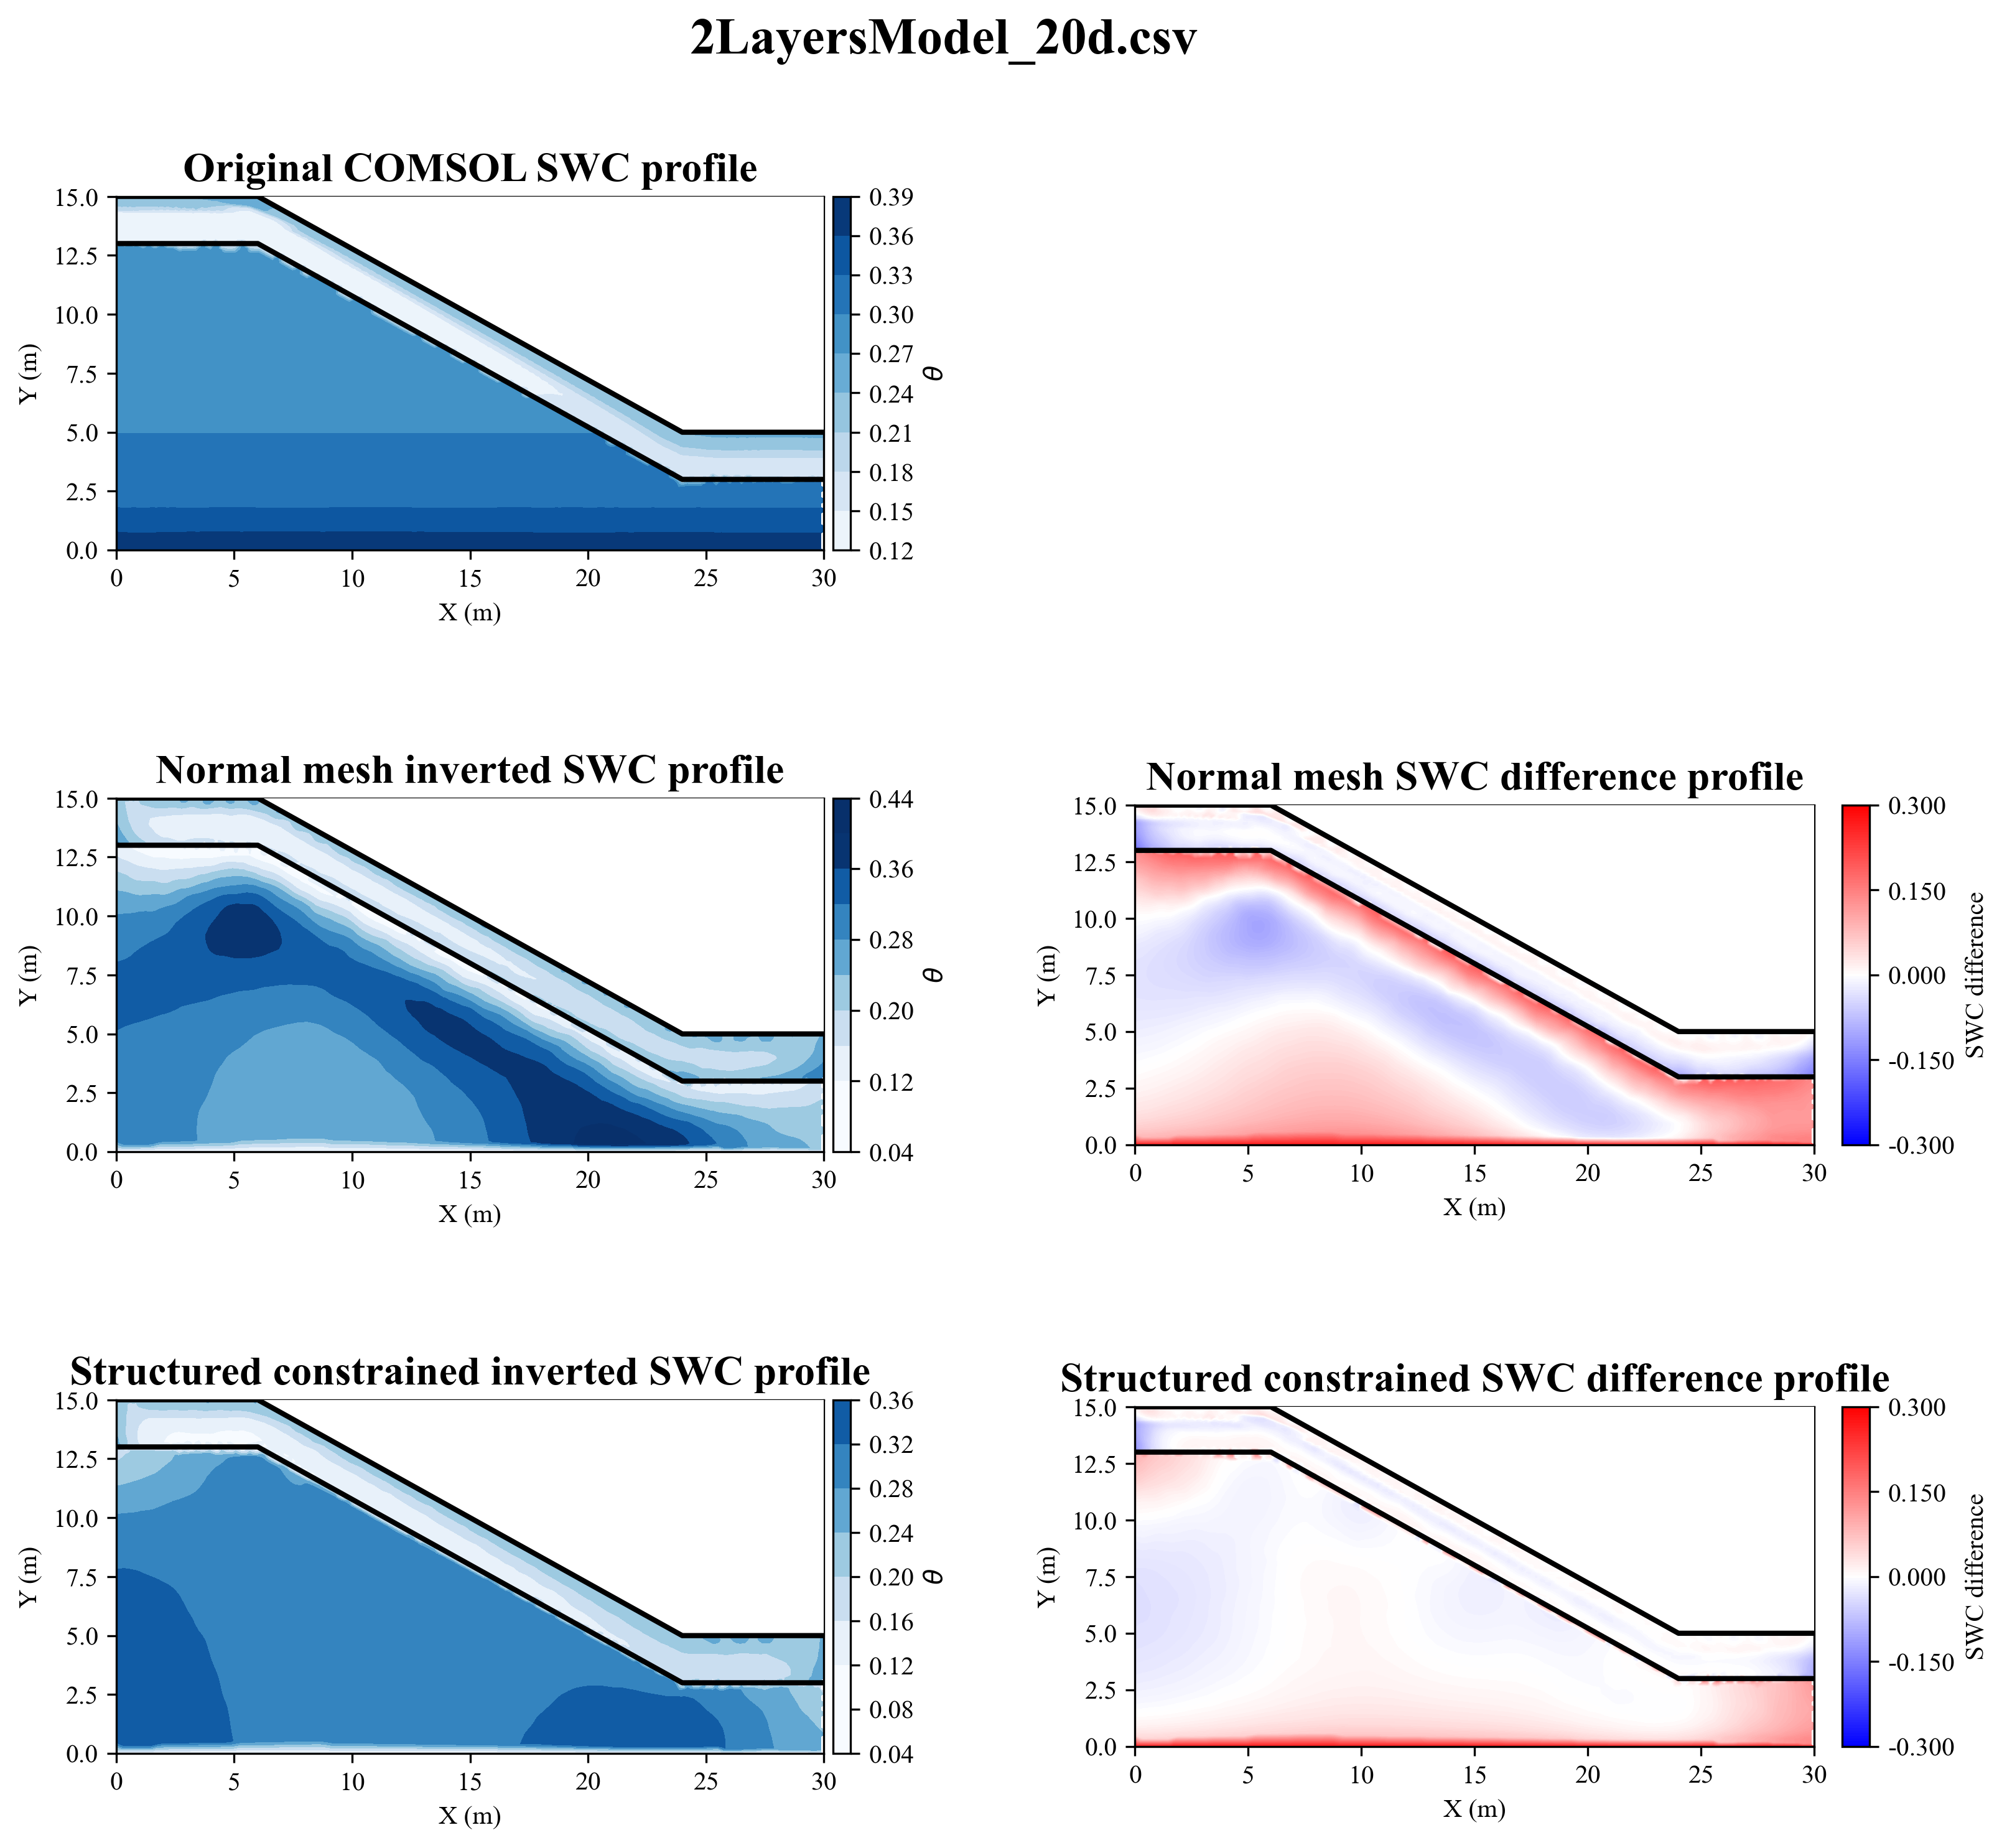 2LayersModel_20d.csv
Original COMSOL SWC profile
15.0
12.5
10.0
7.5
5.0
2.5
0.0
Y (m)
0 5 10 15 20 25 30
X (m)
0.39
0.36
0.33
0.30
0.27
0.24
0.21
0.18
0.15
0.12
θ
Normal mesh inverted SWC profile
15.0
12.5
10.0
7.5
5.0
2.5
0.0
Y (m)
0 5 10 15 20 25 30
X (m)
0.44
0.36
0.28
0.20
0.12
0.04
θ
Normal mesh SWC difference profile
15.0
12.5
10.0
7.5
5.0
2.5
0.0
Y (m)
0 5 10 15 20 25 30
X (m)
0.300
0.150
0.000
-0.150
-0.300
SWC difference
Structured constrained inverted SWC profile
15.0
12.5
10.0
7.5
5.0
2.5
0.0
Y (m)
0 5 10 15 20 25 30
X (m)
0.36
0.32
0.28
0.24
0.20
0.16
0.12
0.08
0.04
θ
Structured constrained SWC difference profile
15.0
12.5
10.0
7.5
5.0
2.5
0.0
Y (m)
0 5 10 15 20 25 30
X (m)
0.300
0.150
0.000
-0.150
-0.300
SWC difference